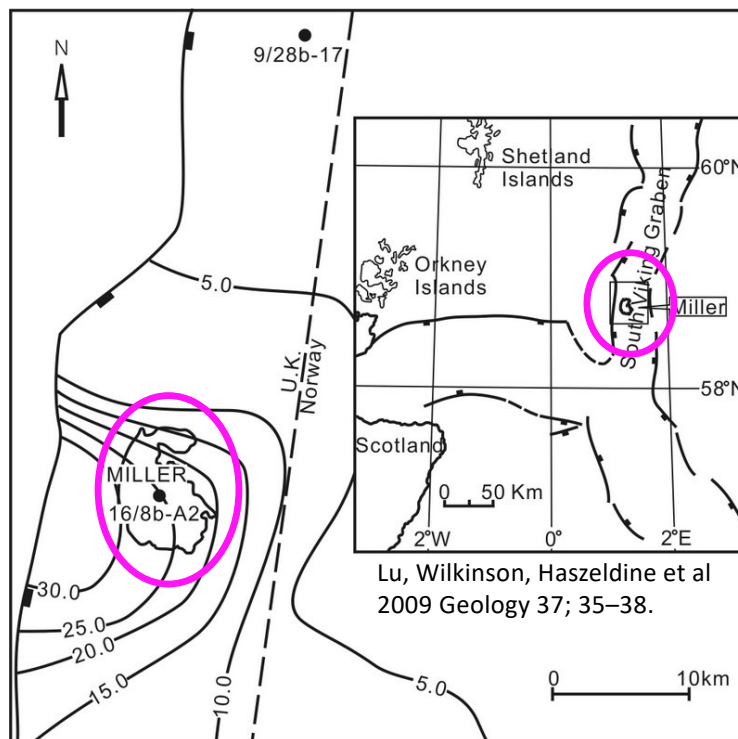 N
9/28b-17
5.0
U.K.
Norway
MILLER
16/8b-A2
30.0
25.0
20.0
15.0
10.0
5.0
0 10km
Shetland
Islands
60°N
Orkney
Islands
South Viking Graben
Miller
58°N
Scotland
0 50 Km
2°W 0° 2°E
Lu, Wilkinson, Haszeldine et al
2009 Geology 37; 35–38.